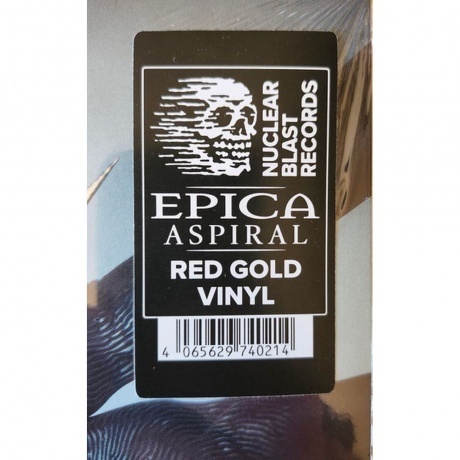 NUCLEAR
BLAST
RECORDS
EPICA
ASPIRAL
RED GOLD
VINYL
4 065629 740214